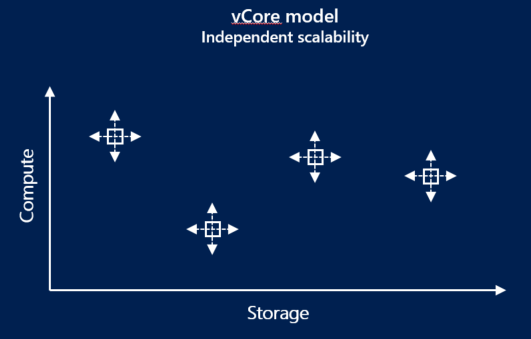 vCore model
Independent scalability
Compute
Storage